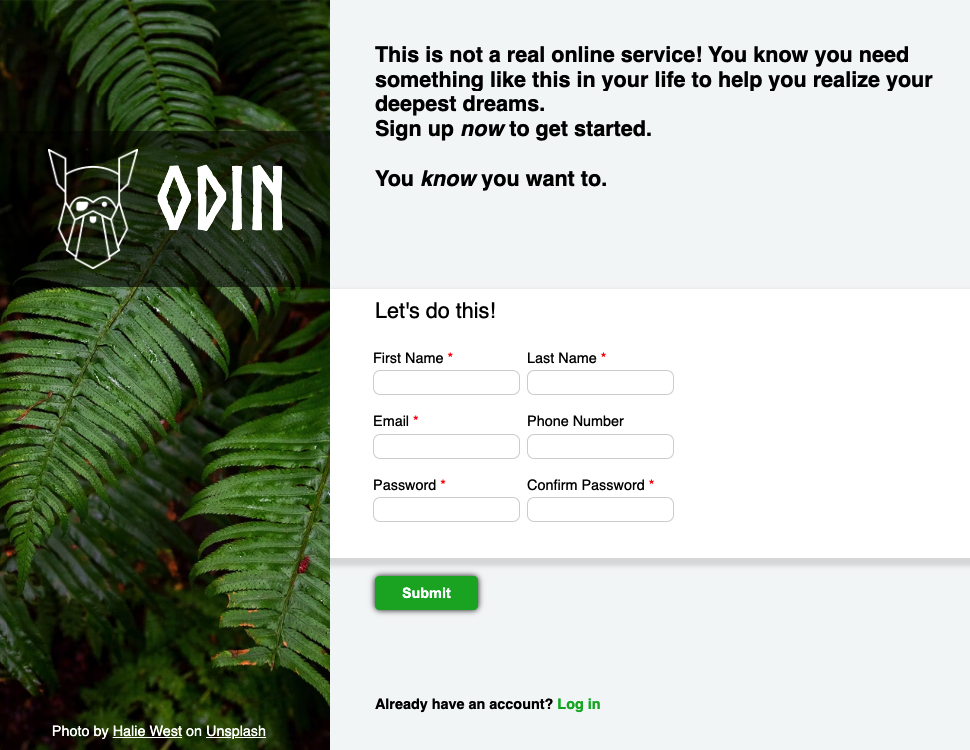 ODIN
Photo by Halie West on Unsplash
This is not a real online service! You know you need
something like this in your life to help you realize your
deepest dreams.
Sign up now to get started.
You know you want to.
Let's do this!
First Name * Last Name *
Email * Phone Number
Password * Confirm Password *
Submit
Already have an account? Log in